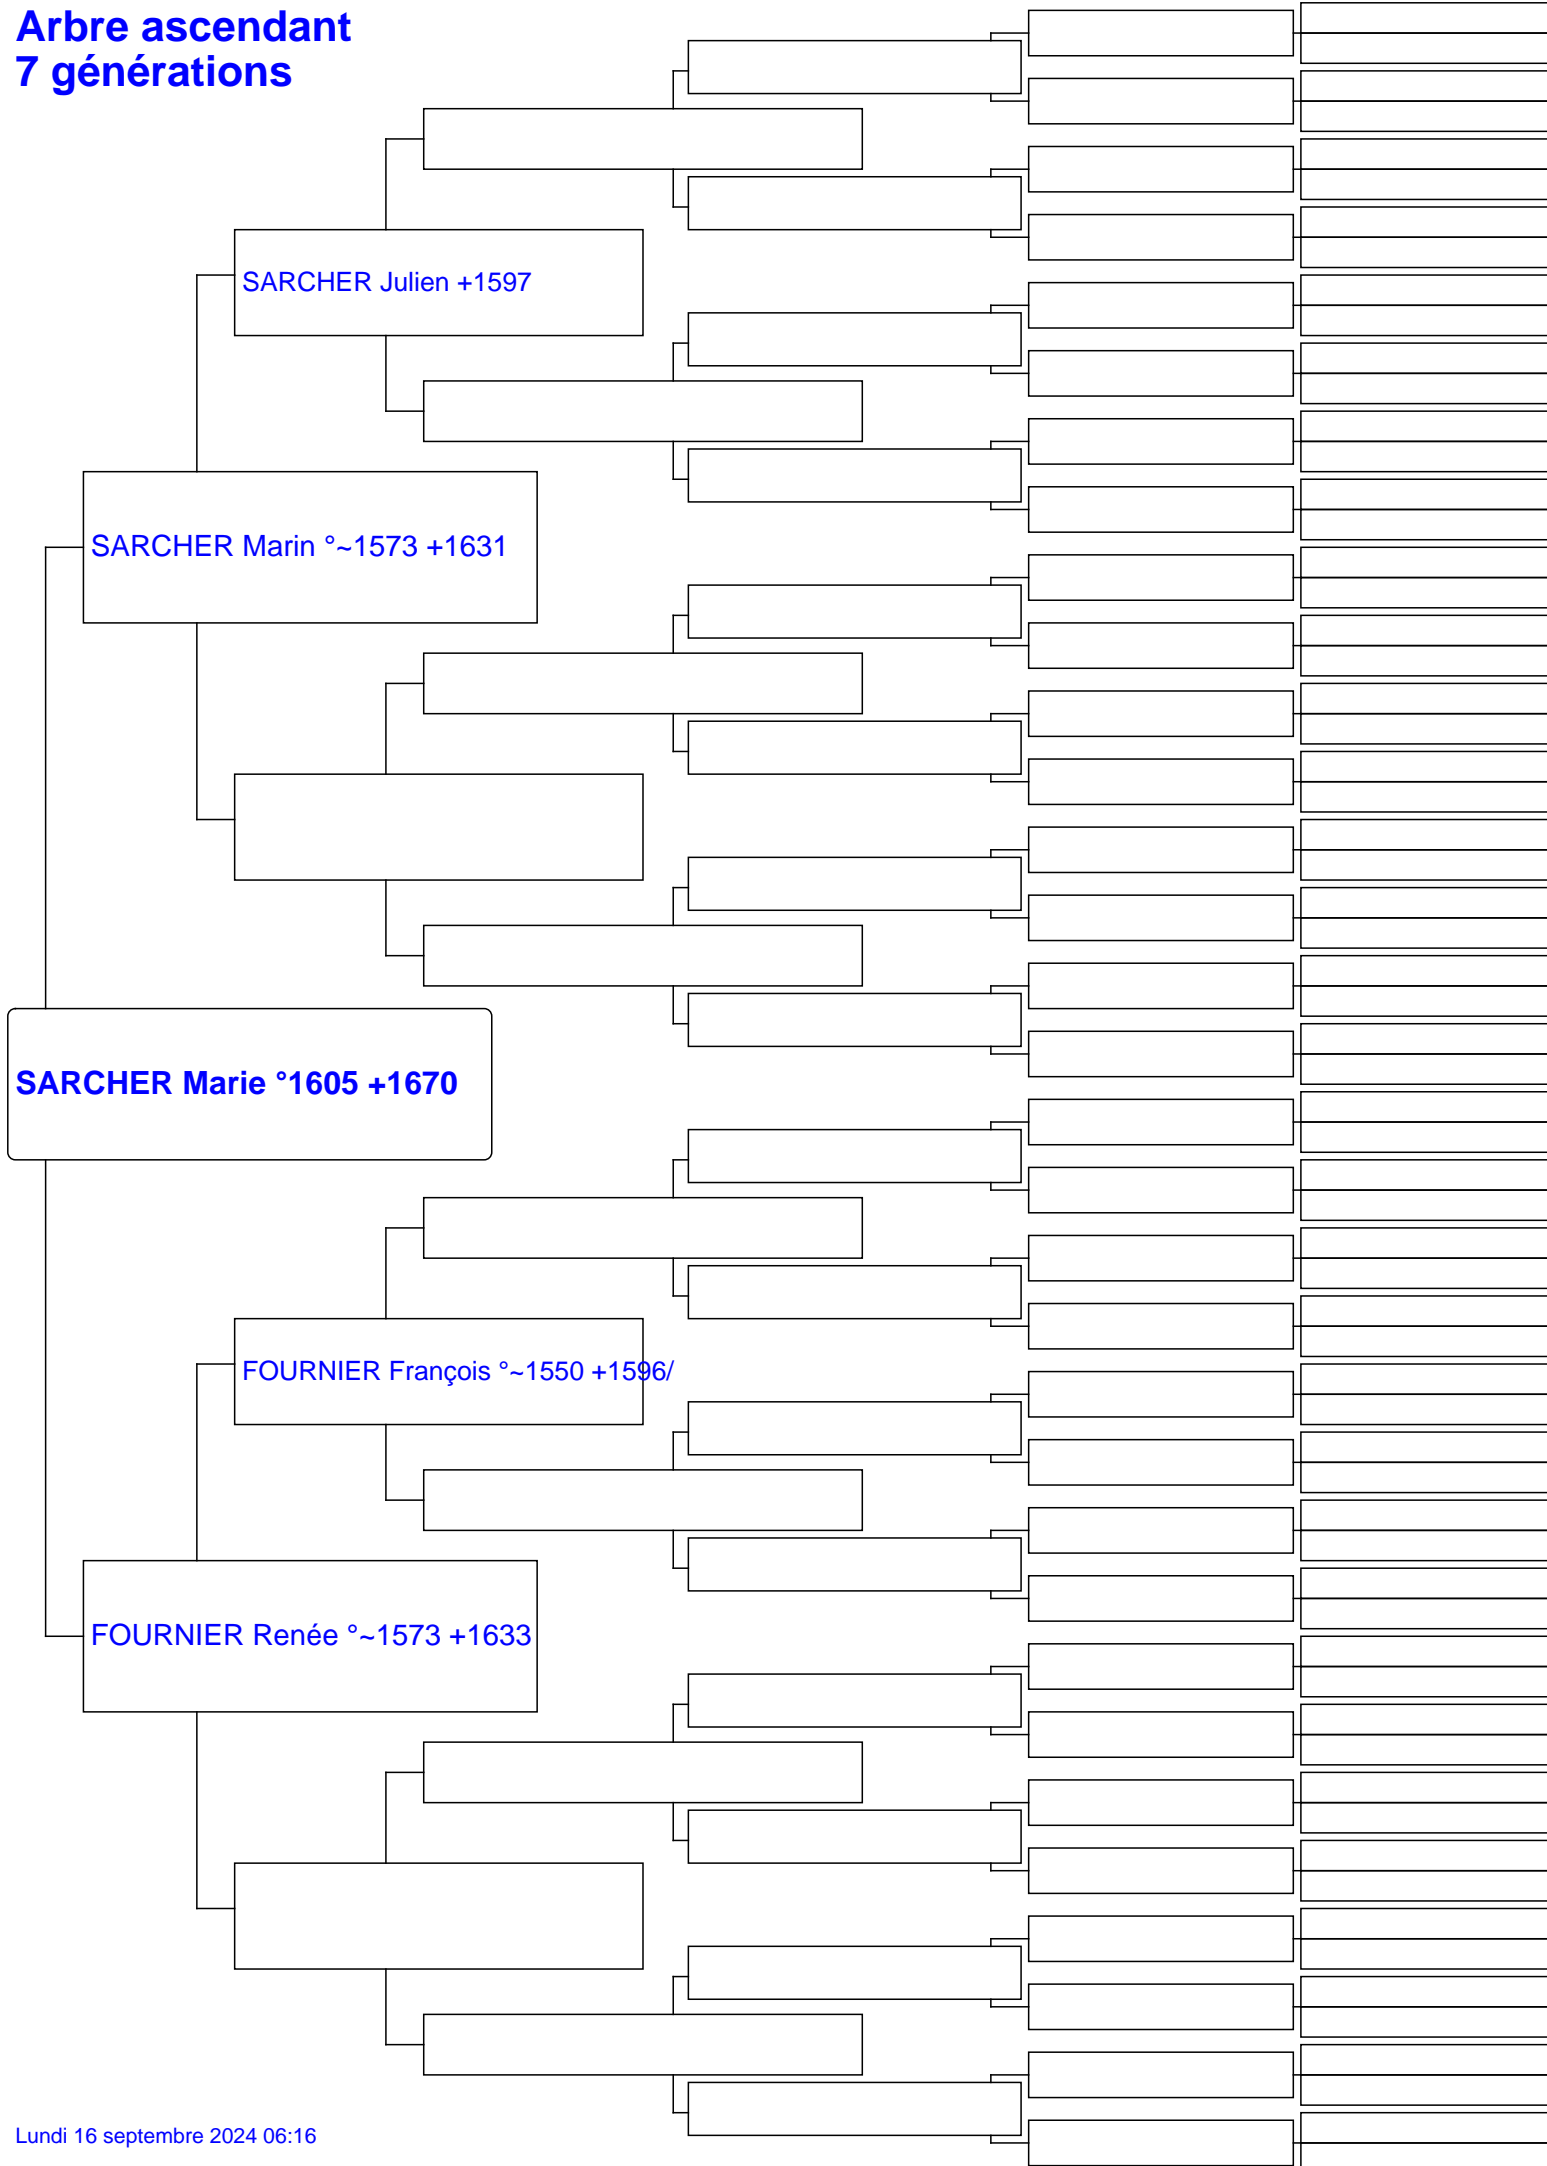 Arbre ascendant
7 générations
SARCHER Julien +1597
SARCHER Marin °~1573 +1631
SARCHER Marie °1605 +1670
FOURNIER François °~1550 +1596/
FOURNIER Renée °~1573 +1633
Lundi 16 septembre 2024 06:16